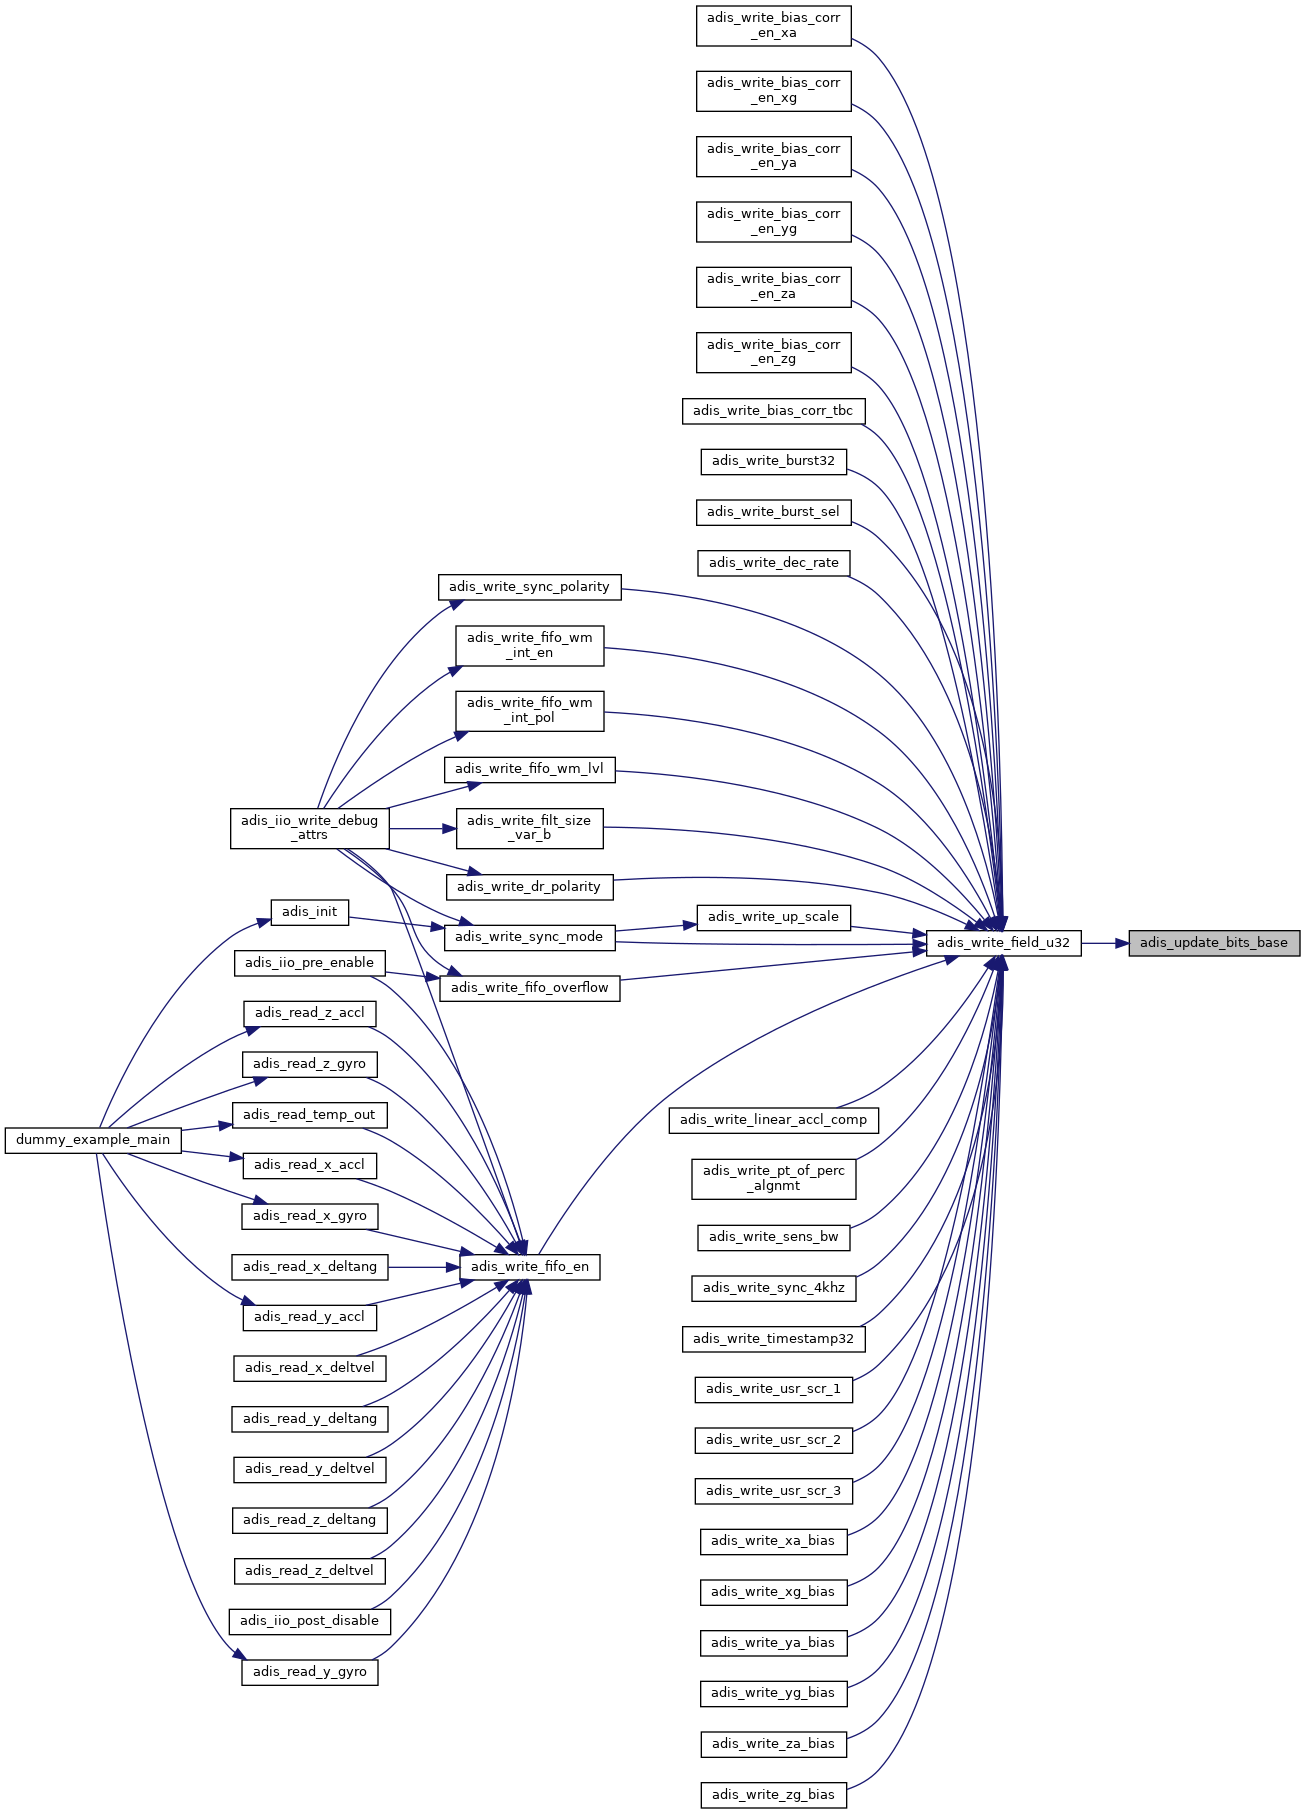 adis_write_bias_corr
_en_xa
adis_write_bias_corr
_en_xg
adis_write_bias_corr
_en_ya
adis_write_bias_corr
_en_yg
adis_write_bias_corr
_en_za
adis_write_bias_corr
_en_zg
adis_write_bias_corr_tbc
adis_write_burst32
adis_write_burst_sel
adis_write_dec_rate
adis_write_sync_polarity
adis_write_fifo_wm
_int_en
adis_write_fifo_wm
_int_pol
adis_write_fifo_wm_lvl
adis_iio_write_debug
_attrs
adis_write_filt_size
_var_b
adis_write_dr_polarity
adis_init
adis_write_up_scale
adis_write_sync_mode
adis_write_field_u32
adis_update_bits_base
adis_iio_pre_enable
adis_write_fifo_overflow
adis_read_z_accl
adis_read_z_gyro
adis_read_temp_out
adis_write_linear_accl_comp
dummy_example_main
adis_read_x_accl
adis_write_pt_of_perc
_algnmt
adis_read_x_gyro
adis_write_sens_bw
adis_read_x_deltang
adis_write_fifo_en
adis_write_sync_4khz
adis_read_y_accl
adis_write_timestamp32
adis_read_x_deltvel
adis_write_usr_scr_1
adis_read_y_deltang
adis_write_usr_scr_2
adis_read_y_deltvel
adis_write_usr_scr_3
adis_read_z_deltang
adis_write_xa_bias
adis_read_z_deltvel
adis_write_xg_bias
adis_iio_post_disable
adis_write_ya_bias
adis_read_y_gyro
adis_write_yg_bias
adis_write_za_bias
adis_write_zg_bias